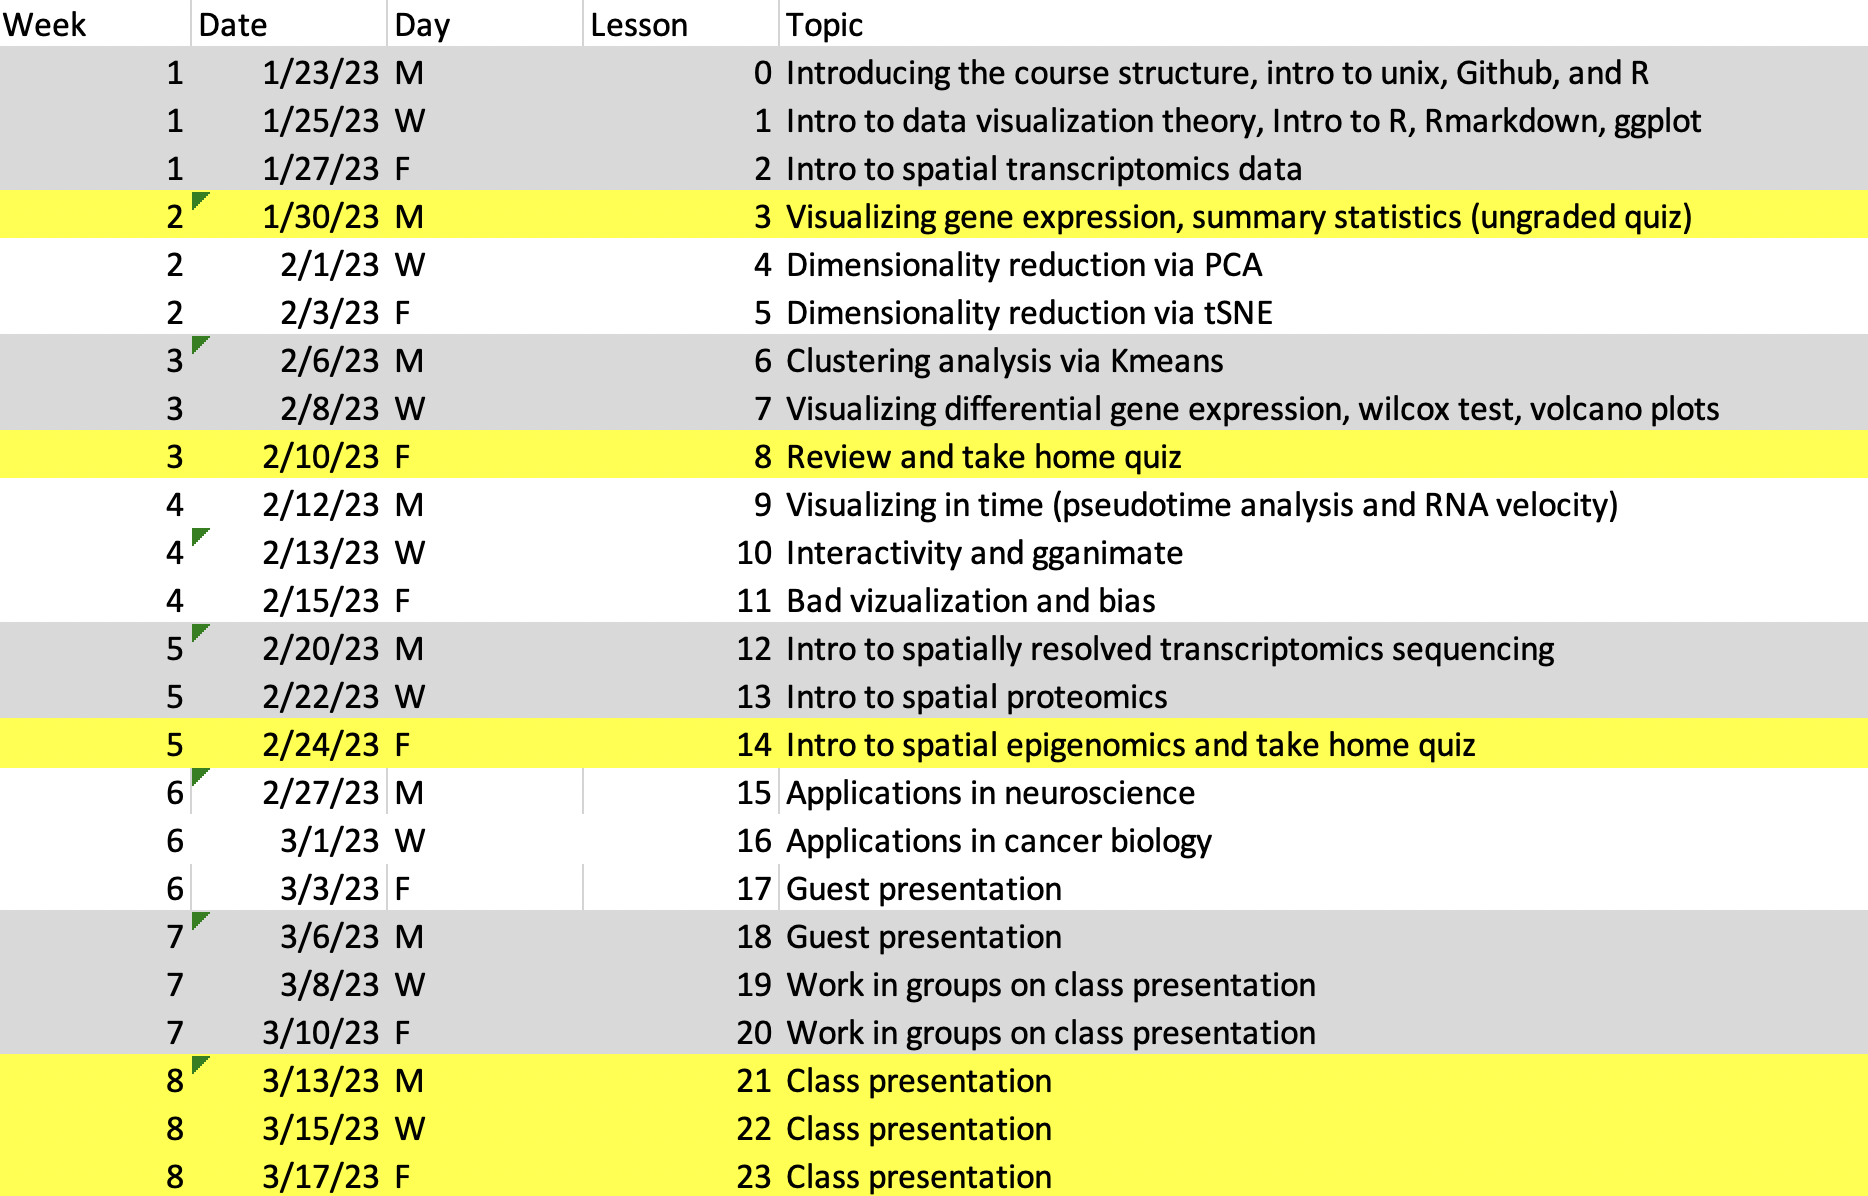 Week Date Day Lesson Topic
1 1/23/23 M 0 Introducing the course structure, intro to unix, Github, and R
1 1/25/23 W 1 Intro to data visualization theory, Intro to R, Rmarkdown, ggplot
1 1/27/23 F 2 Intro to spatial transcriptomics data
2 1/30/23 M 3 Visualizing gene expression, summary statistics (ungraded quiz)
2 2/1/23 W 4 Dimensionality reduction via PCA
2 2/3/23 F 5 Dimensionality reduction via tSNE
3 2/6/23 M 6 Clustering analysis via Kmeans
3 2/8/23 W 7 Visualizing differential gene expression, wilcox test, volcano plots
3 2/10/23 F 8 Review and take home quiz
4 2/12/23 M 9 Visualizing in time (pseudotime analysis and RNA velocity)
4 2/13/23 W 10 Interactivity and gganimate
4 2/15/23 F 11 Bad vizualization and bias
5 2/20/23 M 12 Intro to spatially resolved transcriptomics sequencing
5 2/22/23 W 13 Intro to spatial proteomics
5 2/24/23 F 14 Intro to spatial epigenomics and take home quiz
6 2/27/23 M 15 Applications in neuroscience
6 3/1/23 W 16 Applications in cancer biology
6 3/3/23 F 17 Guest presentation
7 3/6/23 M 18 Guest presentation
7 3/8/23 W 19 Work in groups on class presentation
7 3/10/23 F 20 Work in groups on class presentation
8 3/13/23 M 21 Class presentation
8 3/15/23 W 22 Class presentation
8 3/17/23 F 23 Class presentation